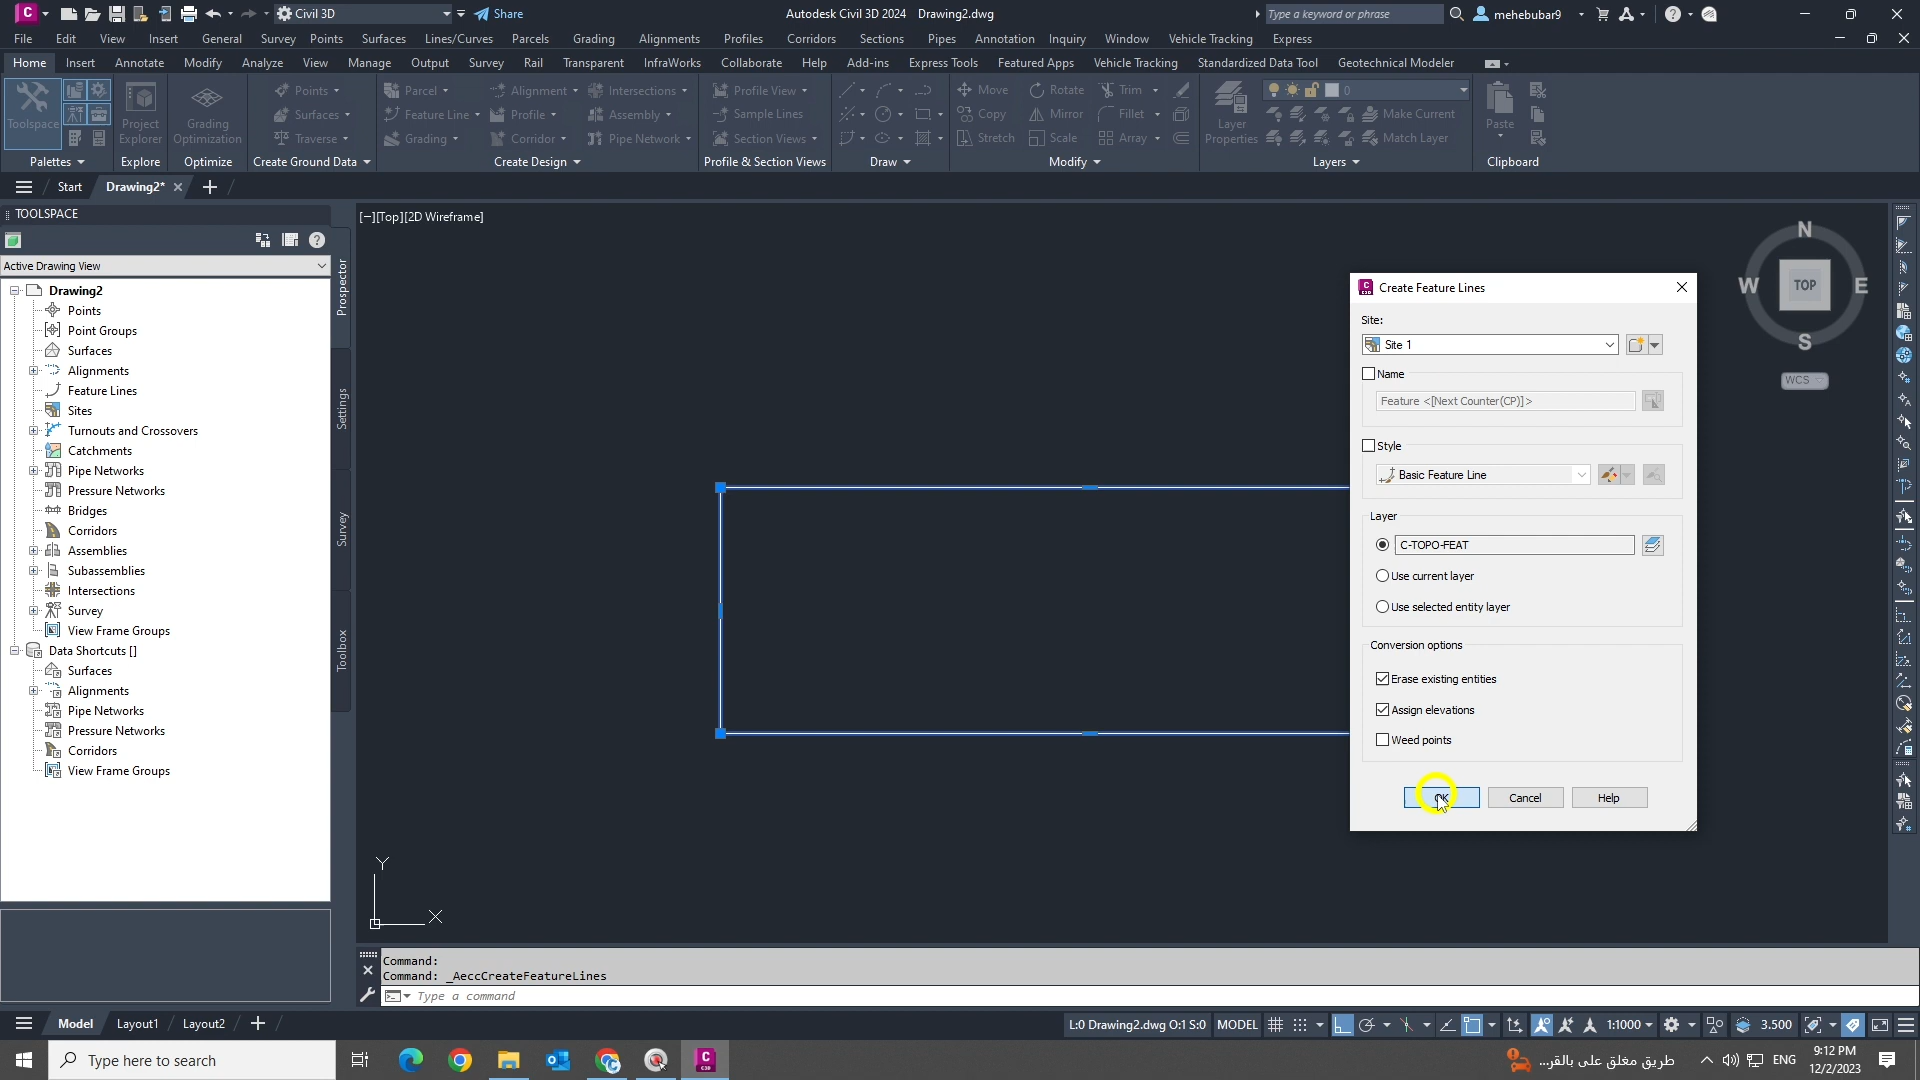 Civil 3D
Share
Autodesk Civil 3D 2024 Drawing2.dwg
Type a keyword or phrase
mehebubar9
File Edit View Insert General Survey Points Surfaces Lines/Curves Parcels Grading Alignments Profiles Corridors Sections Pipes Annotation Inquiry Window Vehicle Tracking Express
Home Insert Annotate Modify Analyze View Manage Output Survey Rail Transparent InfraWorks Collaborate Help Add-ins Express Tools Featured Apps Vehicle Tracking Standardized Data Tool Geotechnical Modeler
Parcel Alignment Intersections Points Profile View Move Rotate Trim 0
Toolspace Project Explorer Grading Optimization Surfaces Feature Line Profile Assembly Sample Lines Copy Mirror Fillet Layer Properties Make Current Paste
Traverse Grading Corridor Pipe Network Section Views Stretch Scale Array Match Layer
Palettes Explore Optimize Create Ground Data Create Design Profile & Section Views Draw Modify Layers Clipboard
Start Drawing2*
TOOLSPACE
[−][Top][2D Wireframe]
Active Drawing View
Prospector
Settings
Survey
Toolbox
Drawing2
Points
Point Groups
Surfaces
Alignments
Feature Lines
Sites
Turnouts and Crossovers
Catchments
Pipe Networks
Pressure Networks
Bridges
Corridors
Assemblies
Subassemblies
Intersections
Survey
View Frame Groups
Data Shortcuts []
Surfaces
Alignments
Pipe Networks
Pressure Networks
Corridors
View Frame Groups
Create Feature Lines
Site:
Site 1
Name
Feature <[Next Counter(CP)]>
Style
Basic Feature Line
Layer
C-TOPO-FEAT
Use current layer
Use selected entity layer
Conversion options
Erase existing entities
Assign elevations
Weed points
OK Cancel Help
N
W TOP E
S
WCS
Y
X
Command:
Command: _AeccCreateFeatureLines
Type a command
Model Layout1 Layout2
L:0 Drawing2.dwg O:1 S:0 MODEL 1:1000 3.500
Type here to search
طريق مغلق على بالقر...
ENG
9:12 PM
12/2/2023